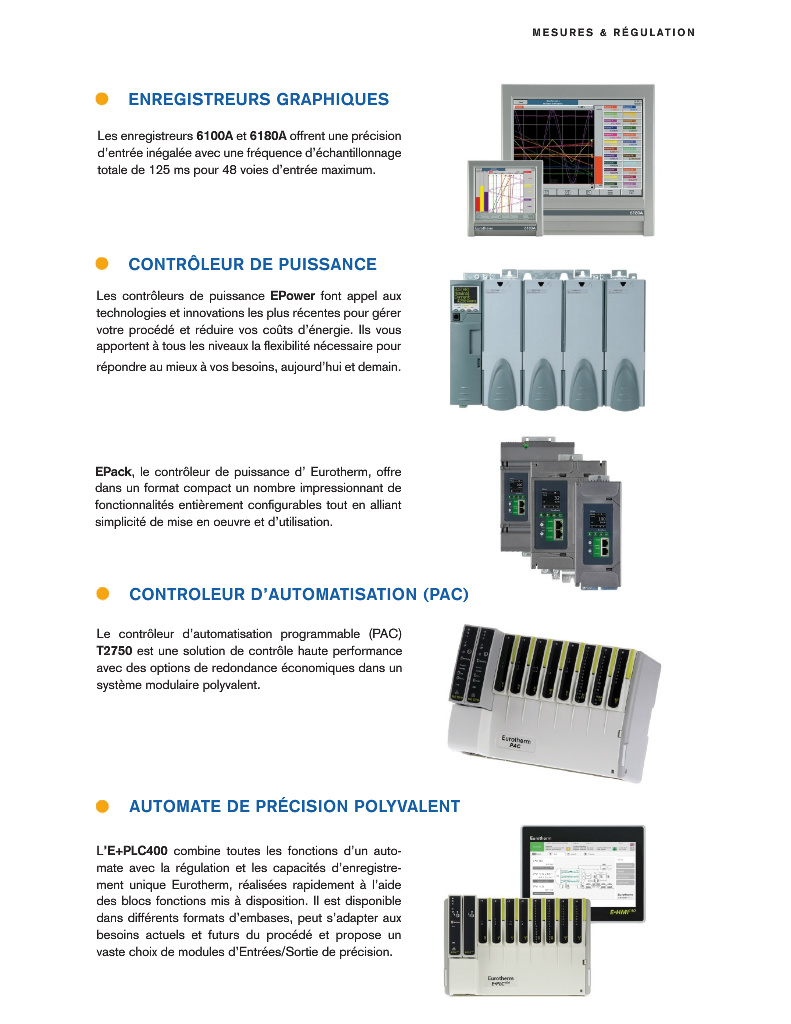 MESURES & RÉGULATION
ENREGISTREURS GRAPHIQUES
Les enregistreurs 6100A et 6180A offrent une précision
d'entrée inégalée avec une fréquence d'échantillonnage
totale de 125 ms pour 48 voies d'entrée maximum.
CONTRÔLEUR DE PUISSANCE
Les contrôleurs de puissance EPower font appel aux
technologies et innovations les plus récentes pour gérer
votre procédé et réduire vos coûts d'énergie. Ils vous
apportent à tous les niveaux la flexibilité nécessaire pour
répondre au mieux à vos besoins, aujourd'hui et demain.
EPack, le contrôleur de puissance d' Eurotherm, offre
dans un format compact un nombre impressionnant de
fonctionnalités entièrement configurables tout en alliant
simplicité de mise en oeuvre et d'utilisation.
CONTROLEUR D'AUTOMATISATION (PAC)
Le contrôleur d'automatisation programmable (PAC)
T2750 est une solution de contrôle haute performance
avec des options de redondance économiques dans un
système modulaire polyvalent.
Eurotherm
PAC
AUTOMATE DE PRÉCISION POLYVALENT
L'E+PLC400 combine toutes les fonctions d'un auto-
mate avec la régulation et les capacités d'enregistre-
ment unique Eurotherm, réalisées rapidement à l'aide
des blocs fonctions mis à disposition. Il est disponible
dans différents formats d'embases, peut s'adapter aux
besoins actuels et futurs du procédé et propose un
vaste choix de modules d'Entrées/Sortie de précision.
Eurotherm
Eurotherm